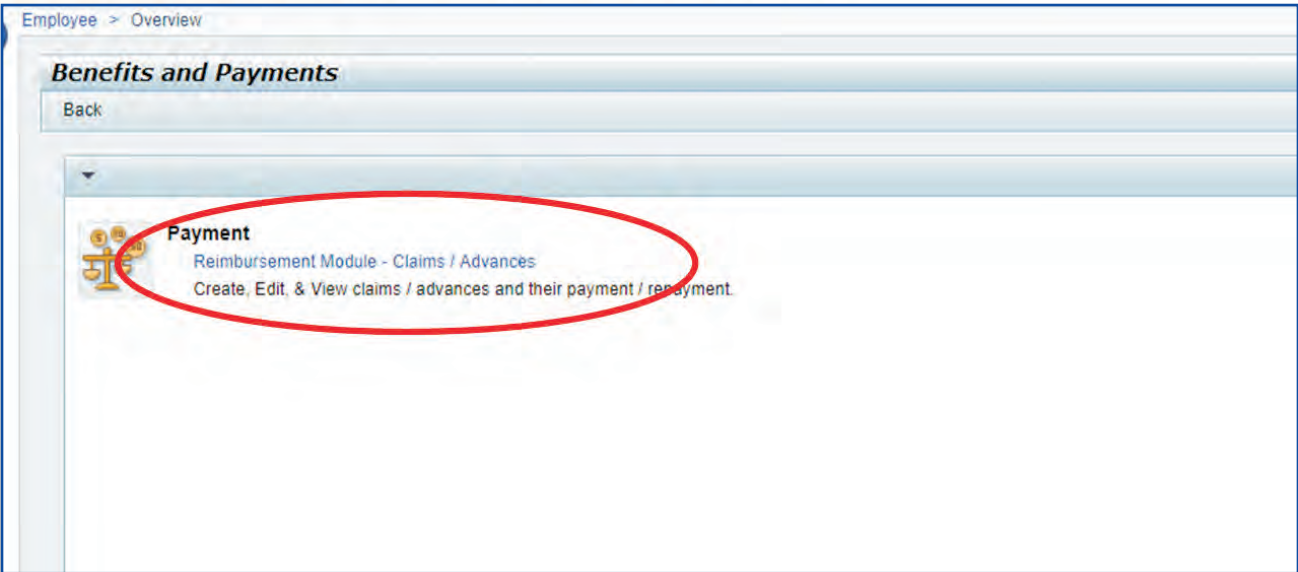 Employee > Overview
Benefits and Payments
Back
Payment
Reimbursement Module - Claims / Advances
Create, Edit, & View claims / advances and their payment / repayment.